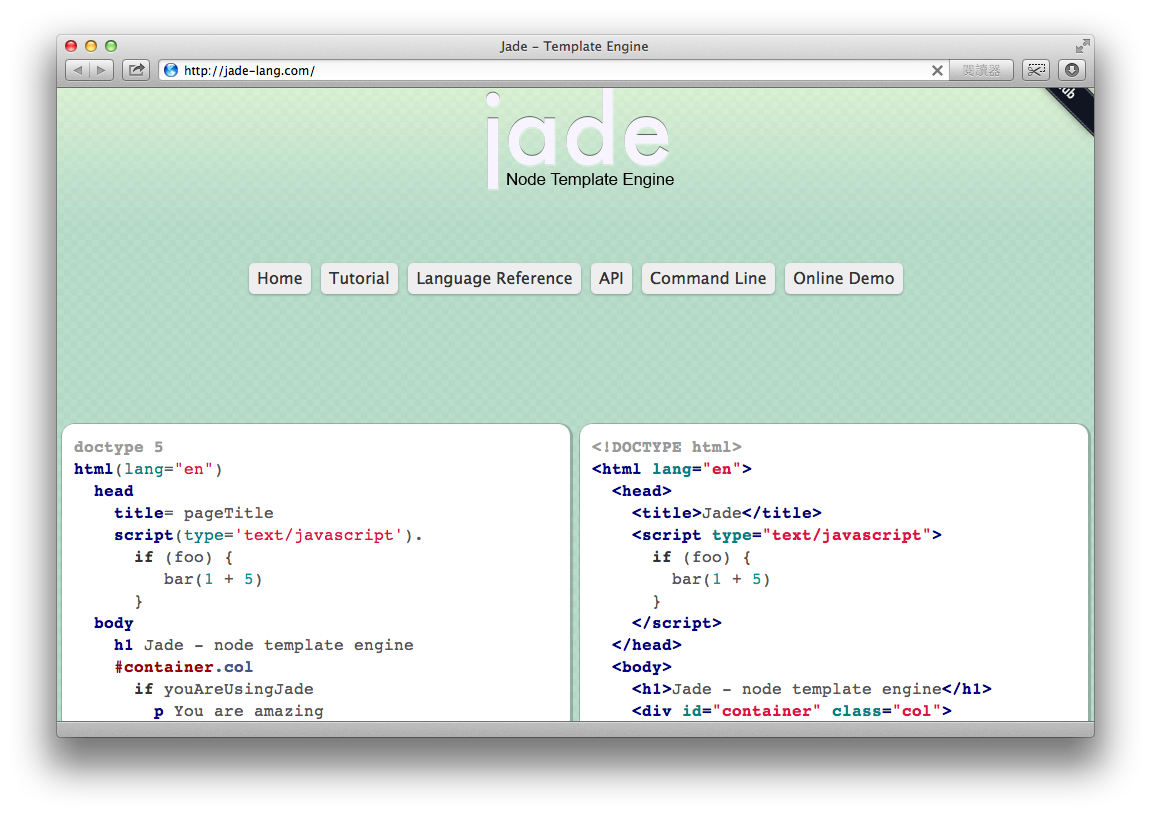 Jade – Template Engine
http://jade-lang.com/
閱讀器
jade
Node Template Engine
Home Tutorial Language Reference API Command Line Online Demo
doctype 5
html(lang="en")
head
title= pageTitle
script(type='text/javascript').
if (foo) {
bar(1 + 5)
}
body
h1 Jade - node template engine
#container.col
if youAreUsingJade
p You are amazing
<!DOCTYPE html>
<html lang="en">
<head>
<title>Jade</title>
<script type="text/javascript">
if (foo) {
bar(1 + 5)
}
</script>
</head>
<body>
<h1>Jade - node template engine</h1>
<div id="container" class="col">